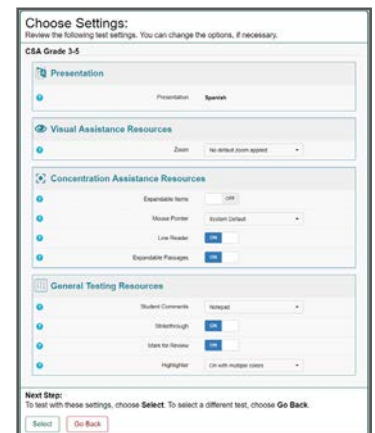 Choose Settings:
Review the following test settings. You can change the options, if necessary.
CSA Grade 3-5
Presentation
Presentation Spanish
Visual Assistance Resources
Zoom No default zoom applied
Concentration Assistance Resources
Expandable Items OFF
Mouse Pointer System Default
Line Reader ON
Expandable Passages ON
General Testing Resources
Student Comments Notepad
Strikethrough ON
Mark for Review ON
Highlighter On with multiple colors
Next Step:
To test with these settings, choose Select. To select a different test, choose Go Back.
Select Go Back